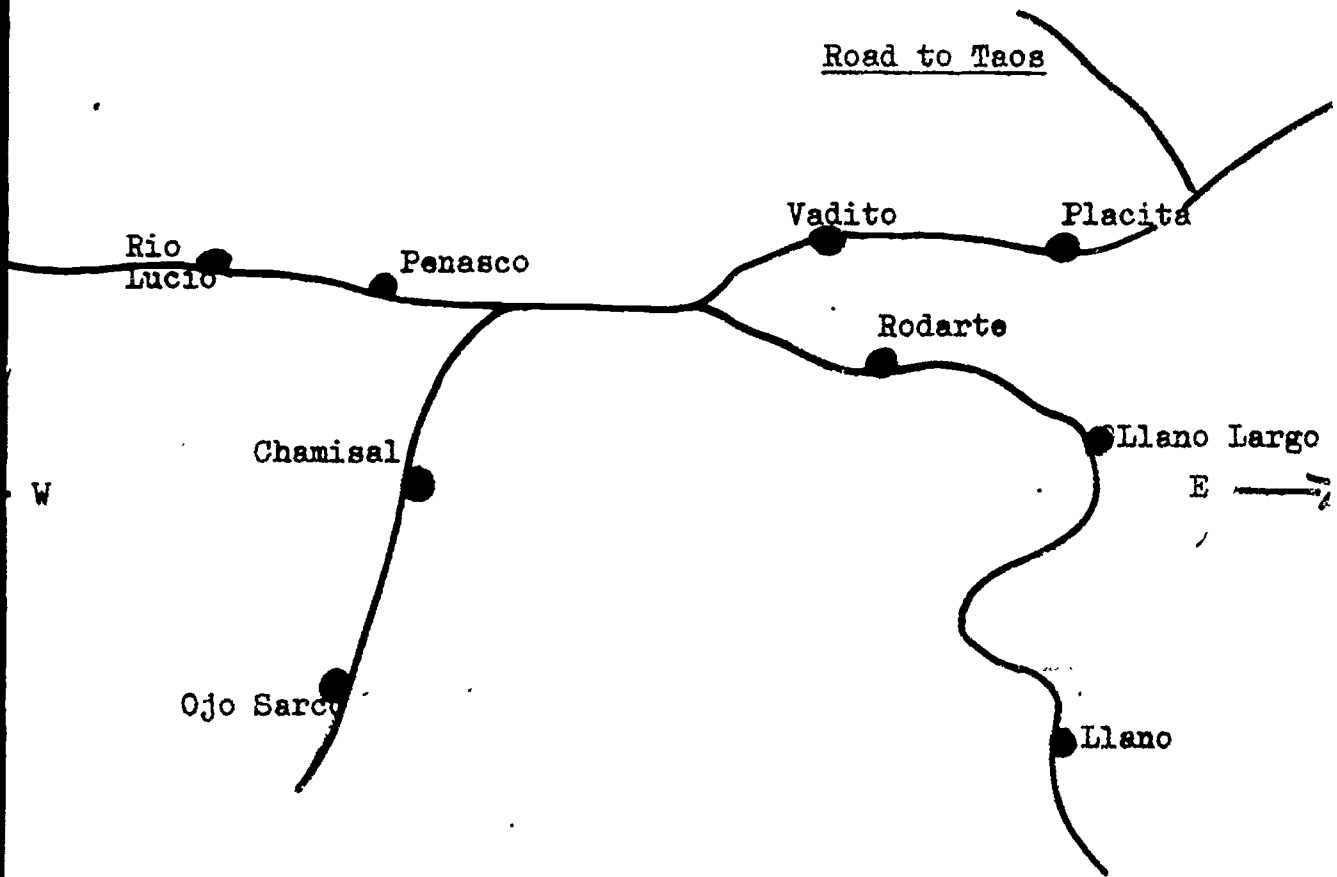 Road to Taos
Vadito
Placita
Rio
Lucio
Penasco
Rodarte
Chamisal
Llano Largo
W
E
Ojo Sarco
Llano